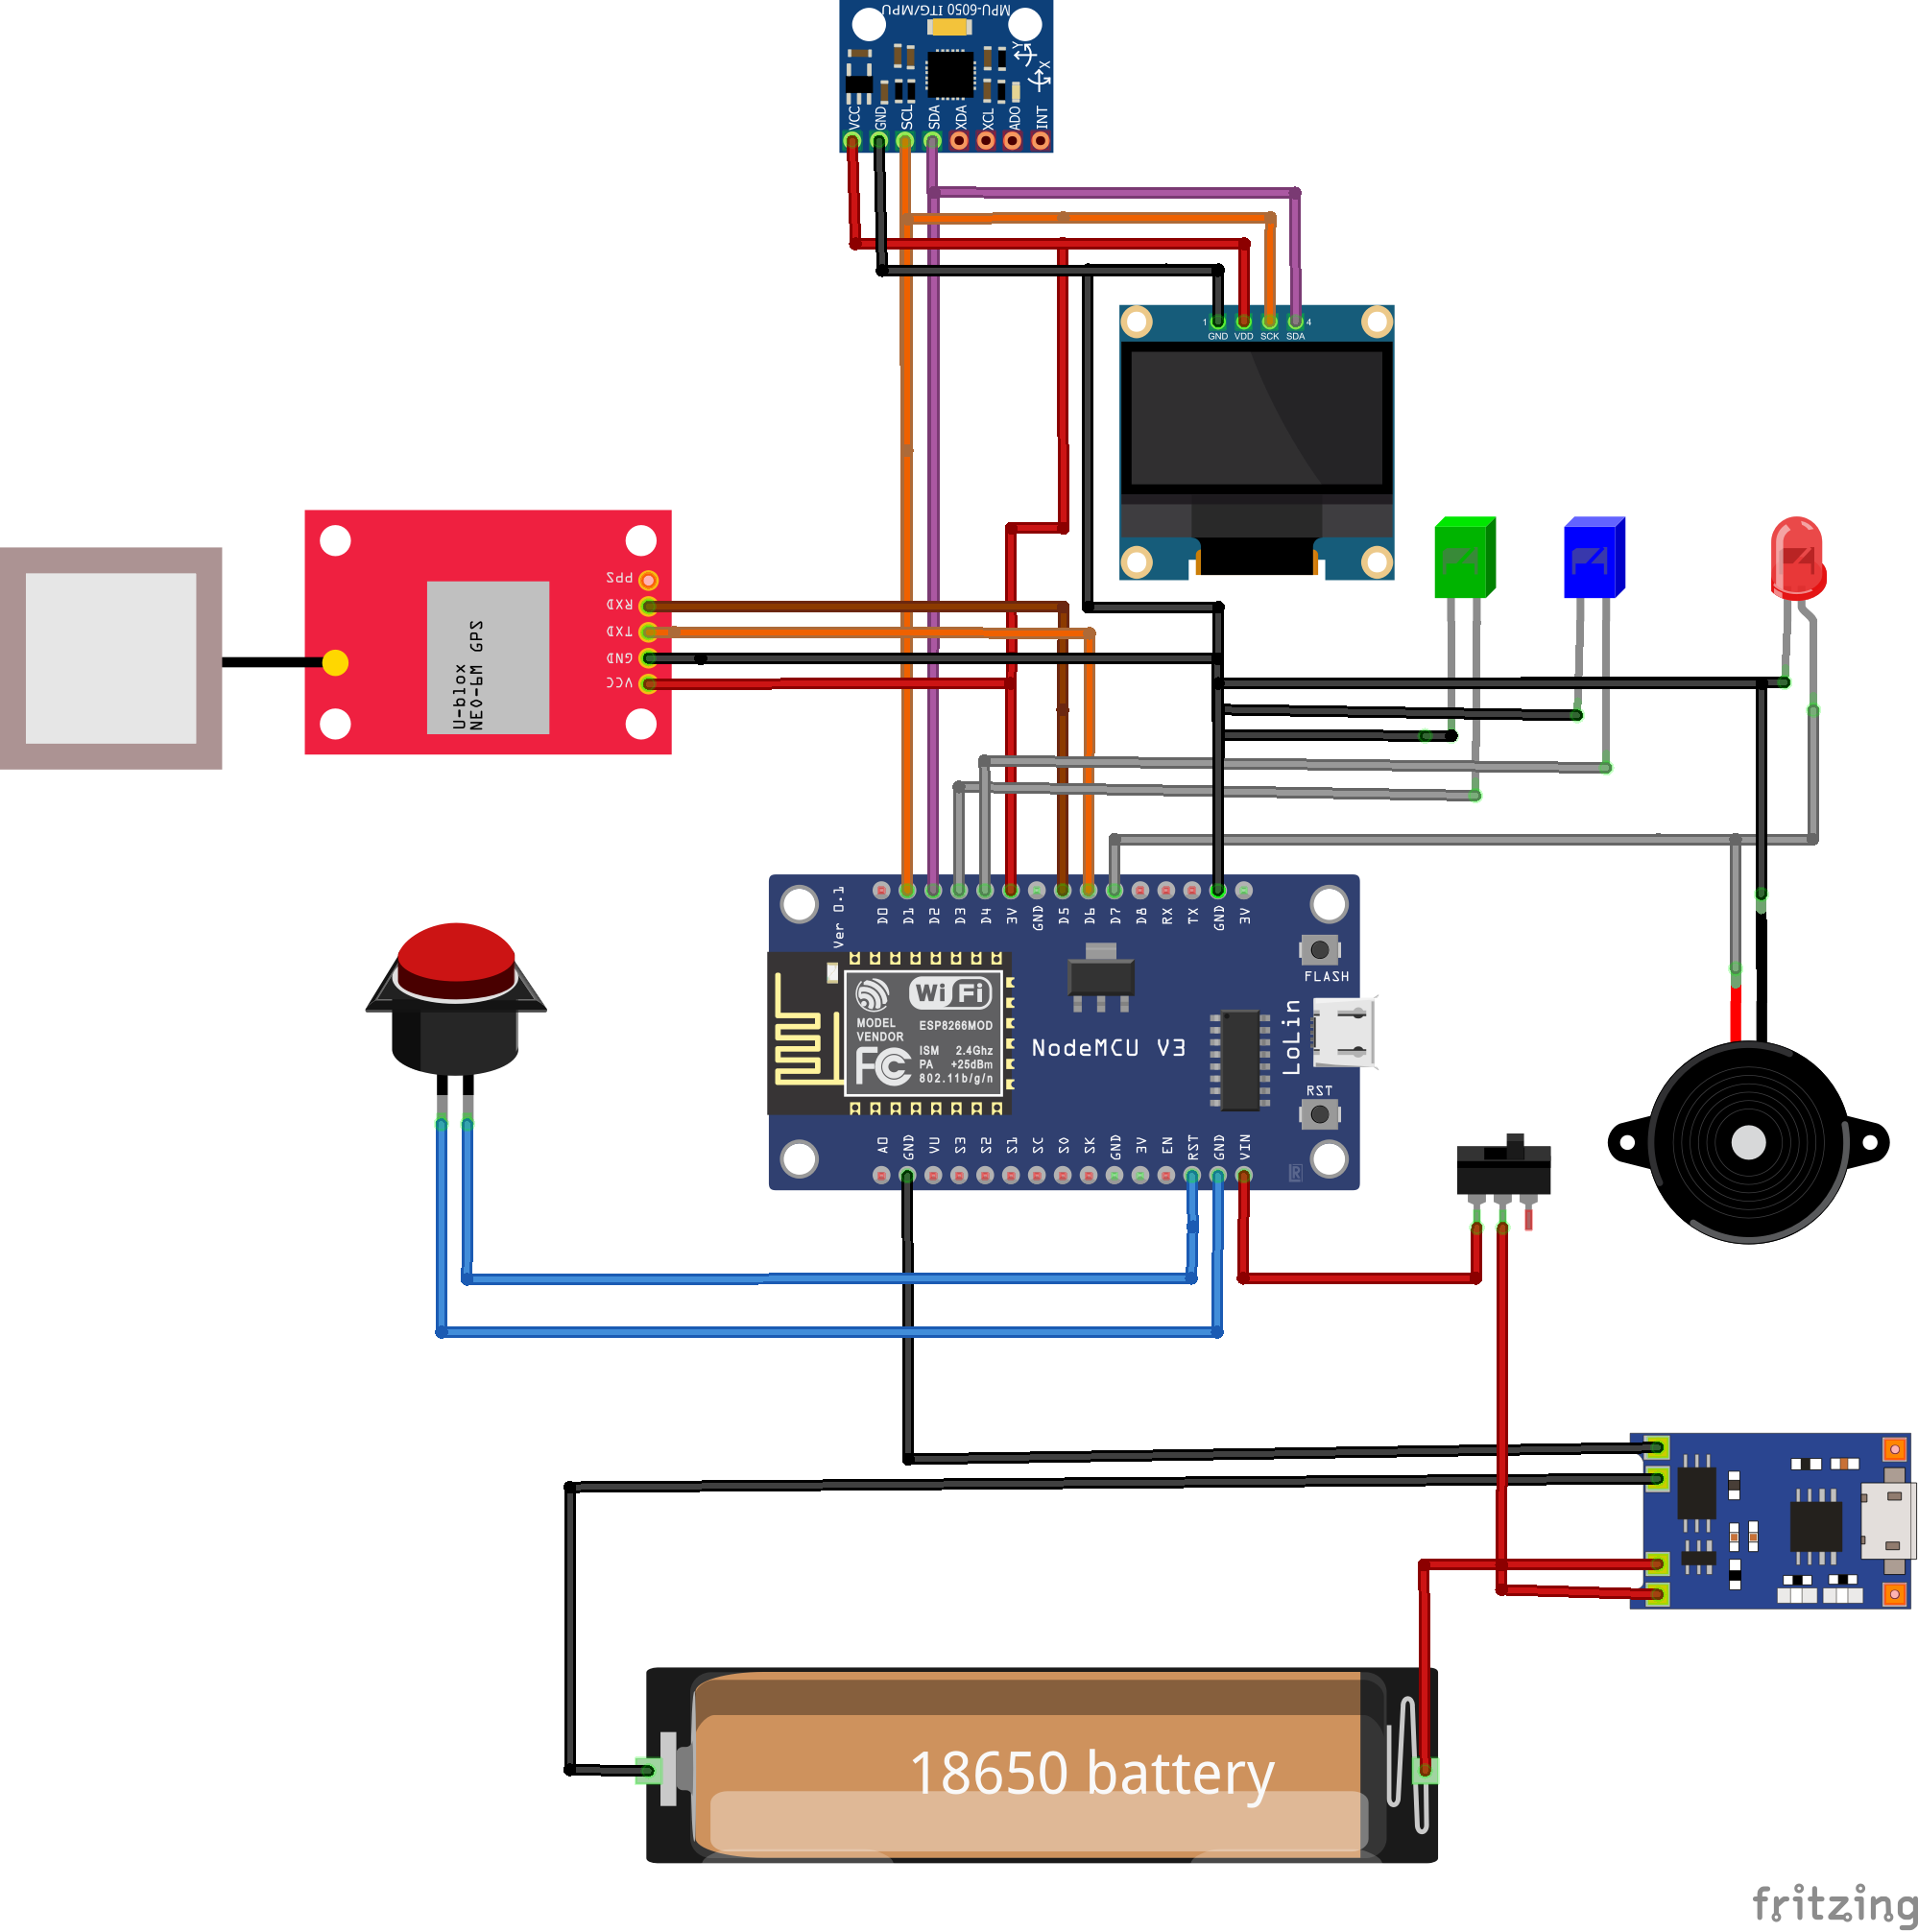 MPU-6050 ITG/MPU
Y
X
VCC
GND
SCL
SDA
XDA
XCL
ADO
INT
1
4
GND
VDD
SCK
SDA
PPS
RXD
TXD
GND
VCC
U-blox
NEO-6M GPS
Ver 0.1
D0
D1
D2
D3
D4
3V
GND
D5
D6
D7
D8
RX
TX
GND
3V
FLASH
WiFi
MODEL
VENDOR
ESP8266MOD
FC
ISM 2.4Ghz
PA +25dBm
802.11b/g/n
NodeMCU V3
LoLin
RST
A0
GND
VU
S3
S2
S1
SC
S0
SK
GND
3V
EN
RST
GND
VIN
R
18650 battery
fritzing